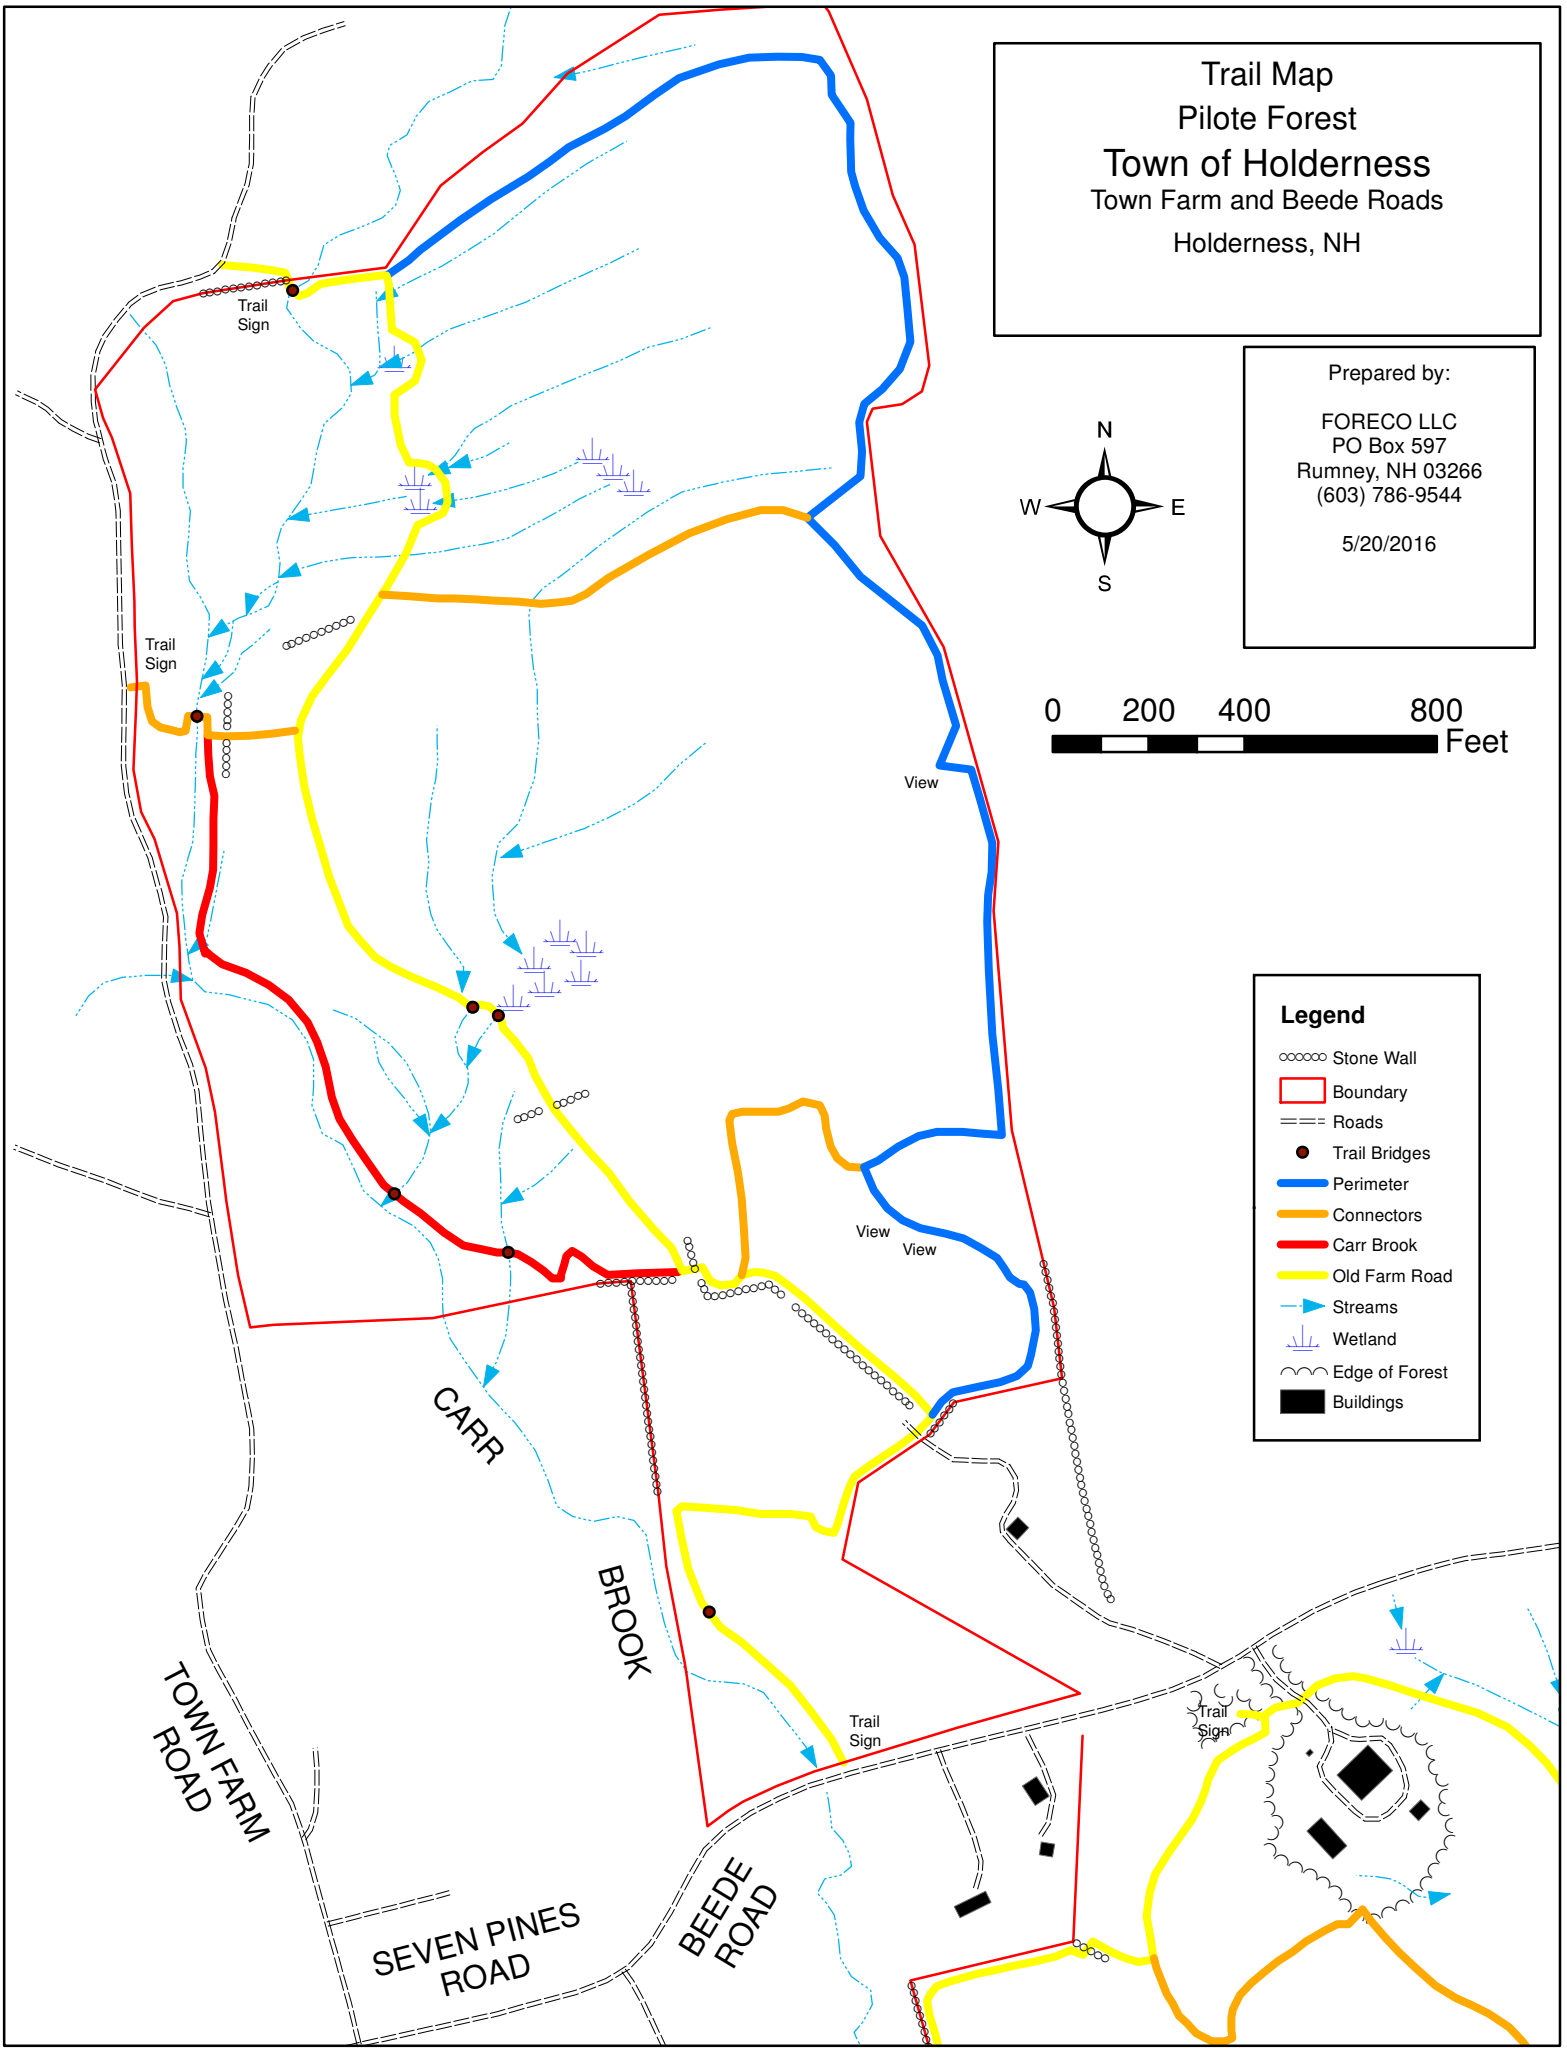 Trail Map
Pilote Forest
Town of Holderness
Town Farm and Beede Roads
Holderness, NH
Prepared by:
FORECO LLC
PO Box 597
Rumney, NH 03266
(603) 786-9544
5/20/2016
N
W
E
S
0 200 400 800
Feet
Trail
Sign
Trail
Sign
View
Legend
Stone Wall
Boundary
Roads
Trail Bridges
Perimeter
Connectors
Carr Brook
Old Farm Road
Streams
Wetland
Edge of Forest
Buildings
View
View
CARR
BROOK
TOWN FARM
ROAD
Trail
Sign
Trail
Sign
SEVEN PINES
ROAD
BEEDE
ROAD